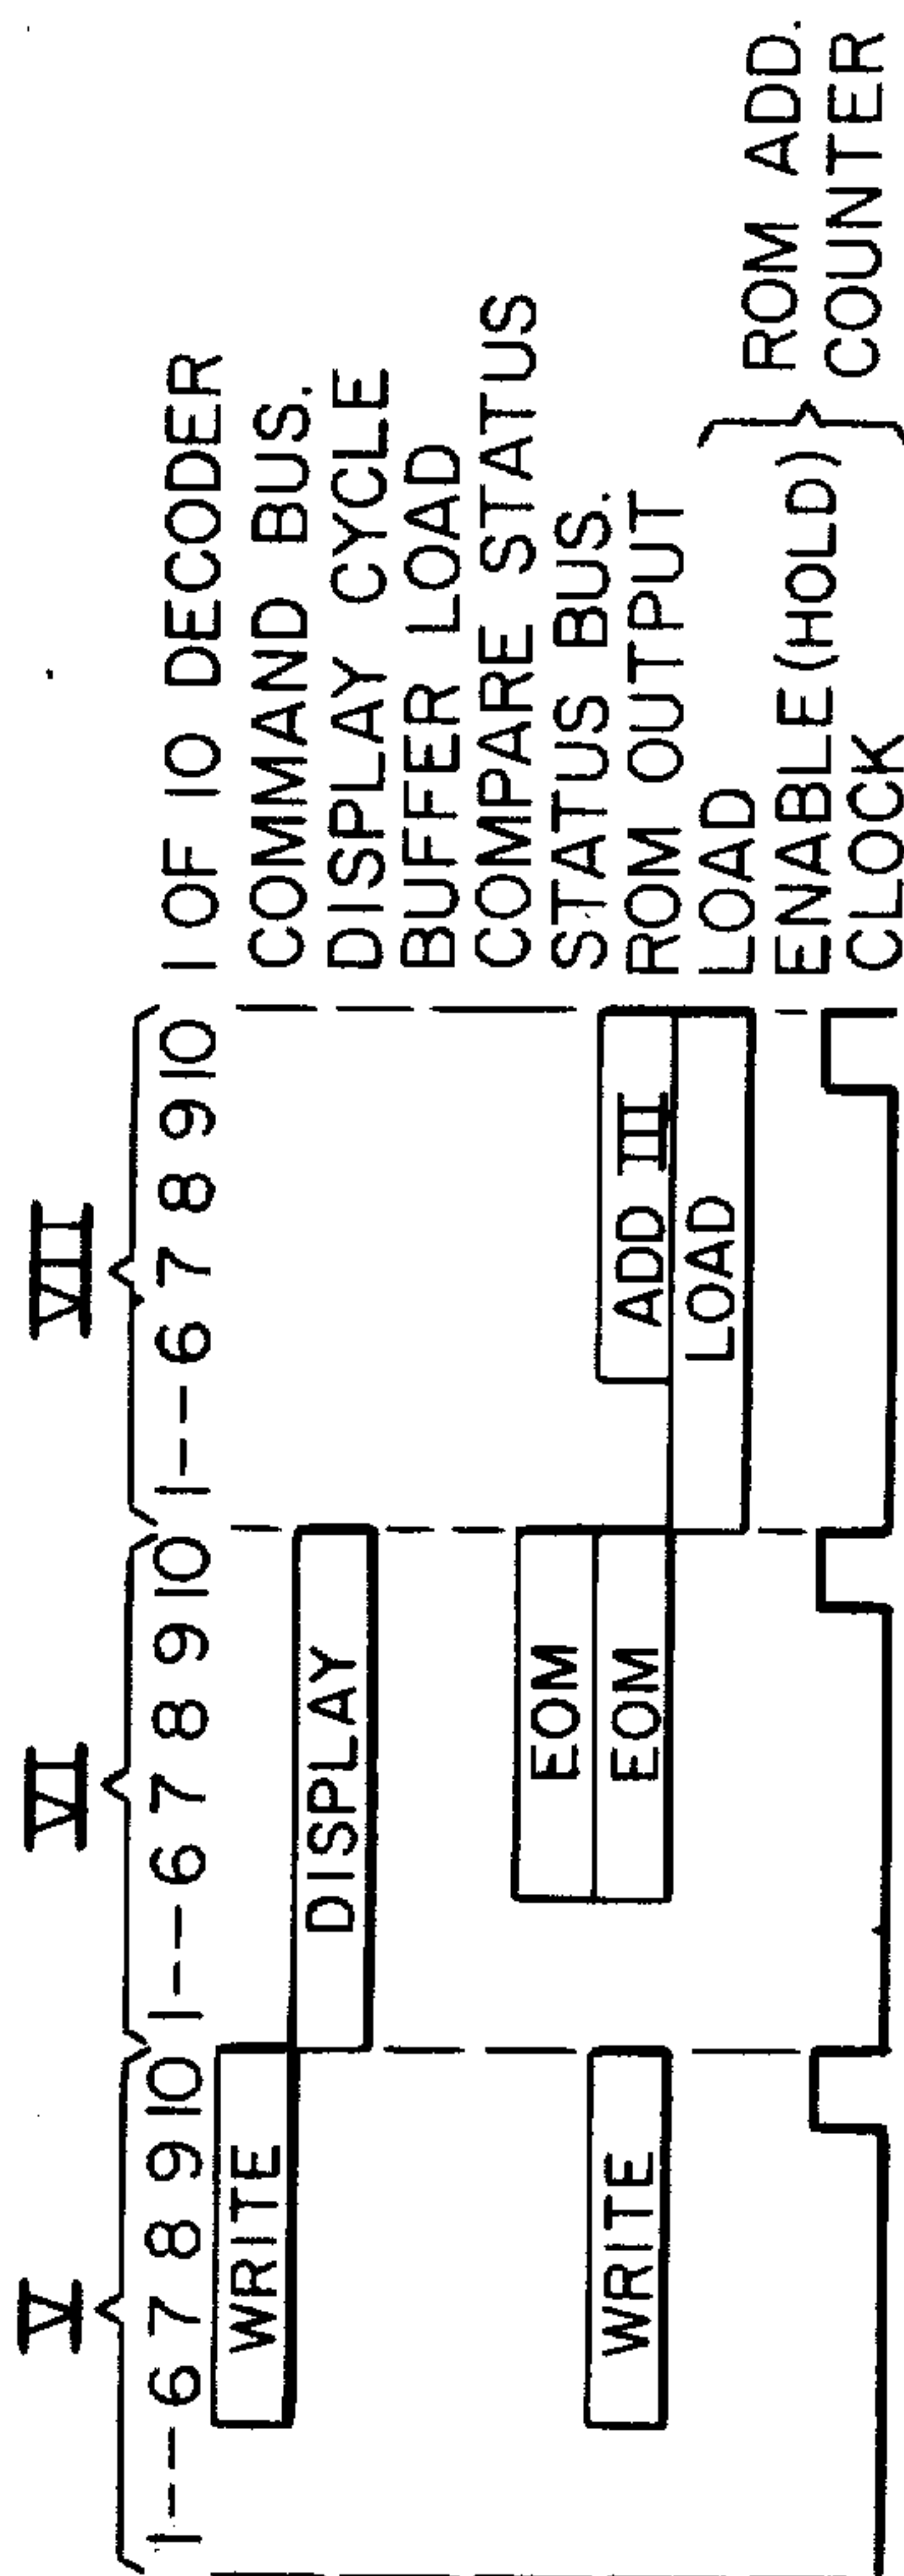 V VI VII
1--6 7 8 9 10 1--6 7 8 9 10 1--6 7 8 9 10 1 OF 10 DECODER
WRITE COMMAND BUS.
DISPLAY DISPLAY CYCLE
BUFFER LOAD
COMPARE STATUS
EOM STATUS BUS.
WRITE EOM ADD III ROM OUTPUT
LOAD LOAD
ENABLE (HOLD)
CLOCK
ROM ADD.
COUNTER